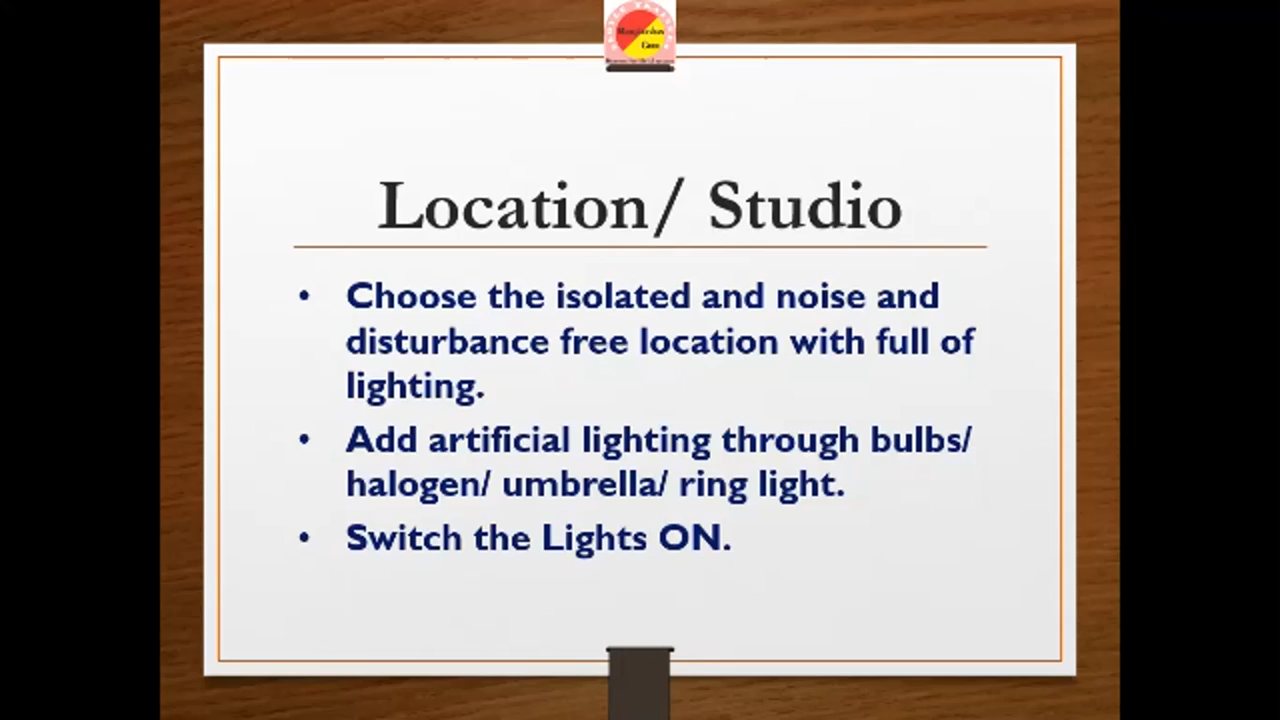 Location/ Studio
• Choose the isolated and noise and
disturbance free location with full of
lighting.
• Add artificial lighting through bulbs/
halogen/ umbrella/ ring light.
• Switch the Lights ON.